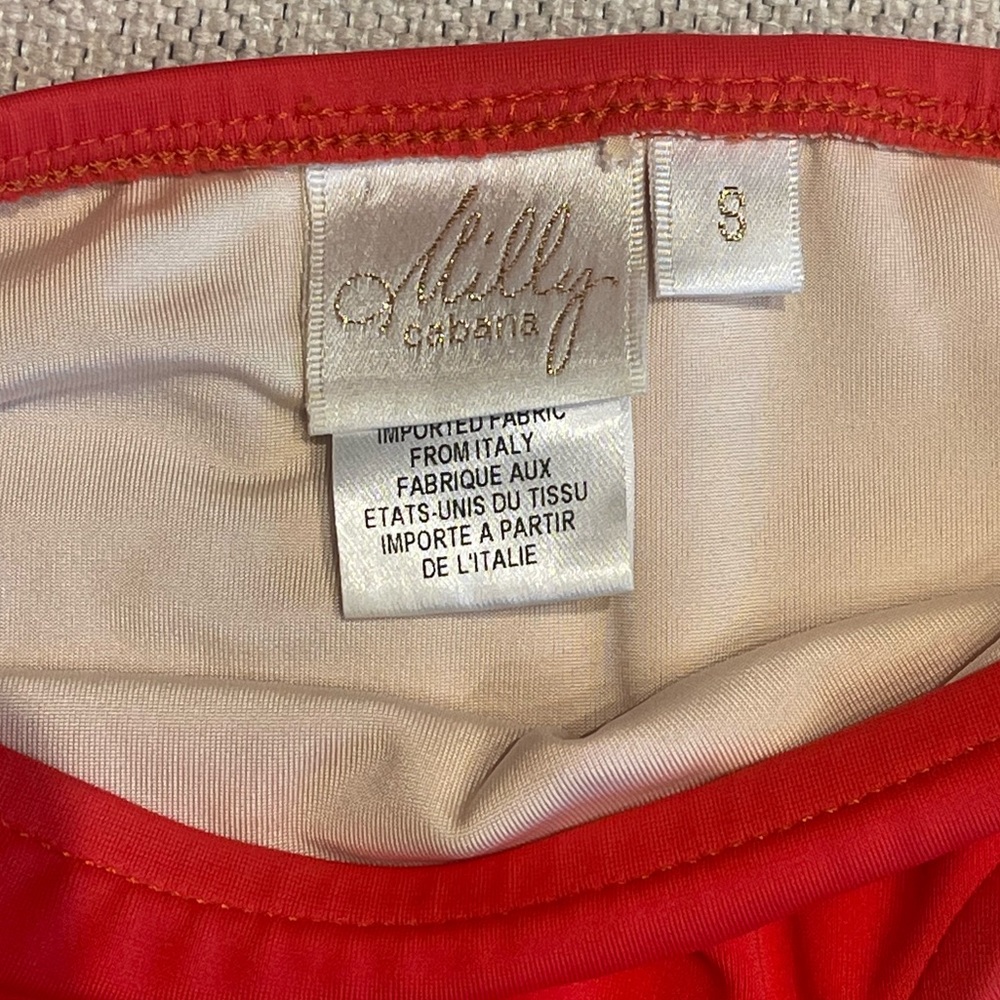 Milly
cabana
S
IMPORTED FABRIC
FROM ITALY
FABRIQUE AUX
ETATS-UNIS DU TISSU
IMPORTE A PARTIR
DE L'ITALIE